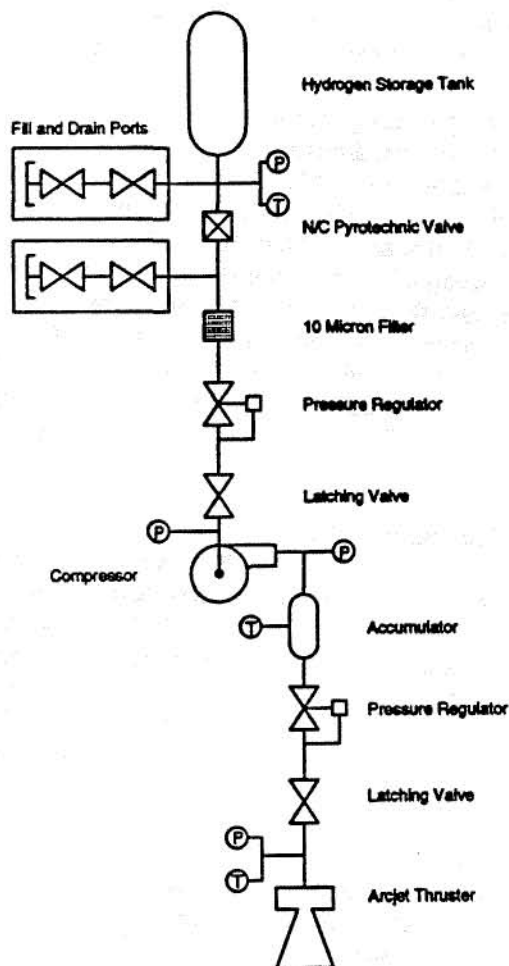 Hydrogen Storage Tank
Fill and Drain Ports
P
T
N/C Pyrotechnic Valve
10 Micron Filter
Pressure Regulator
Latching Valve
P
P
Compressor
T
Accumulator
Pressure Regulator
Latching Valve
P
T
Arcjet Thruster